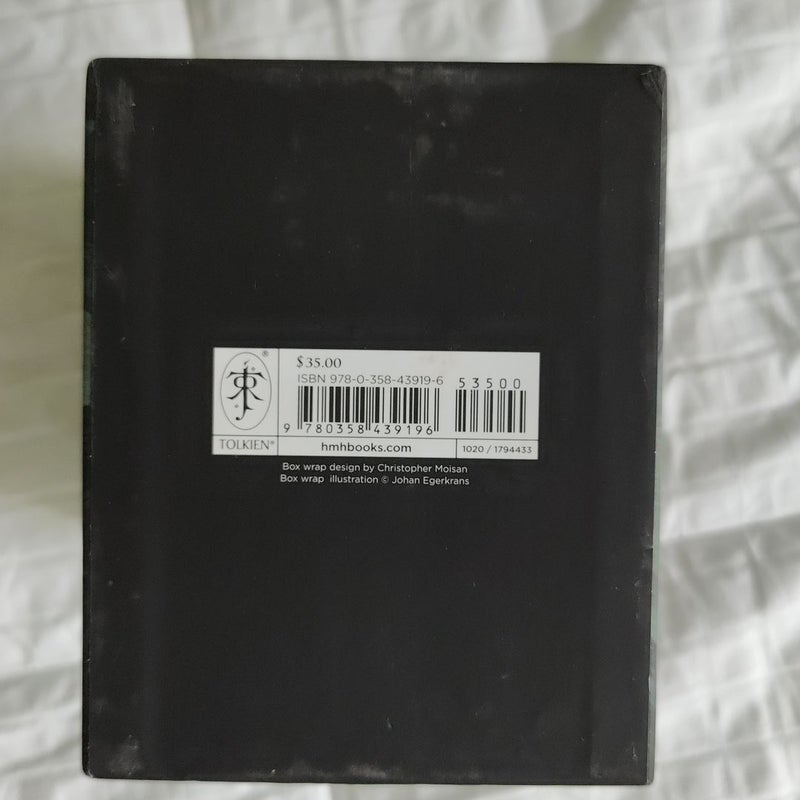 ®
$35.00
ISBN 978-0-358-43919-6
53500
9 780358 439196
TOLKIEN®
hmhbooks.com
1020 / 1794433
Box wrap design by Christopher Moisan
Box wrap illustration © Johan Egerkrans